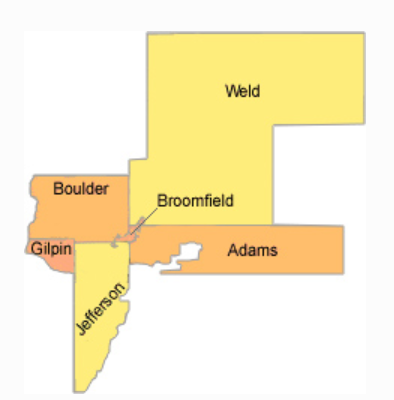 Weld
Boulder
Broomfield
Gilpin
Adams
Jefferson